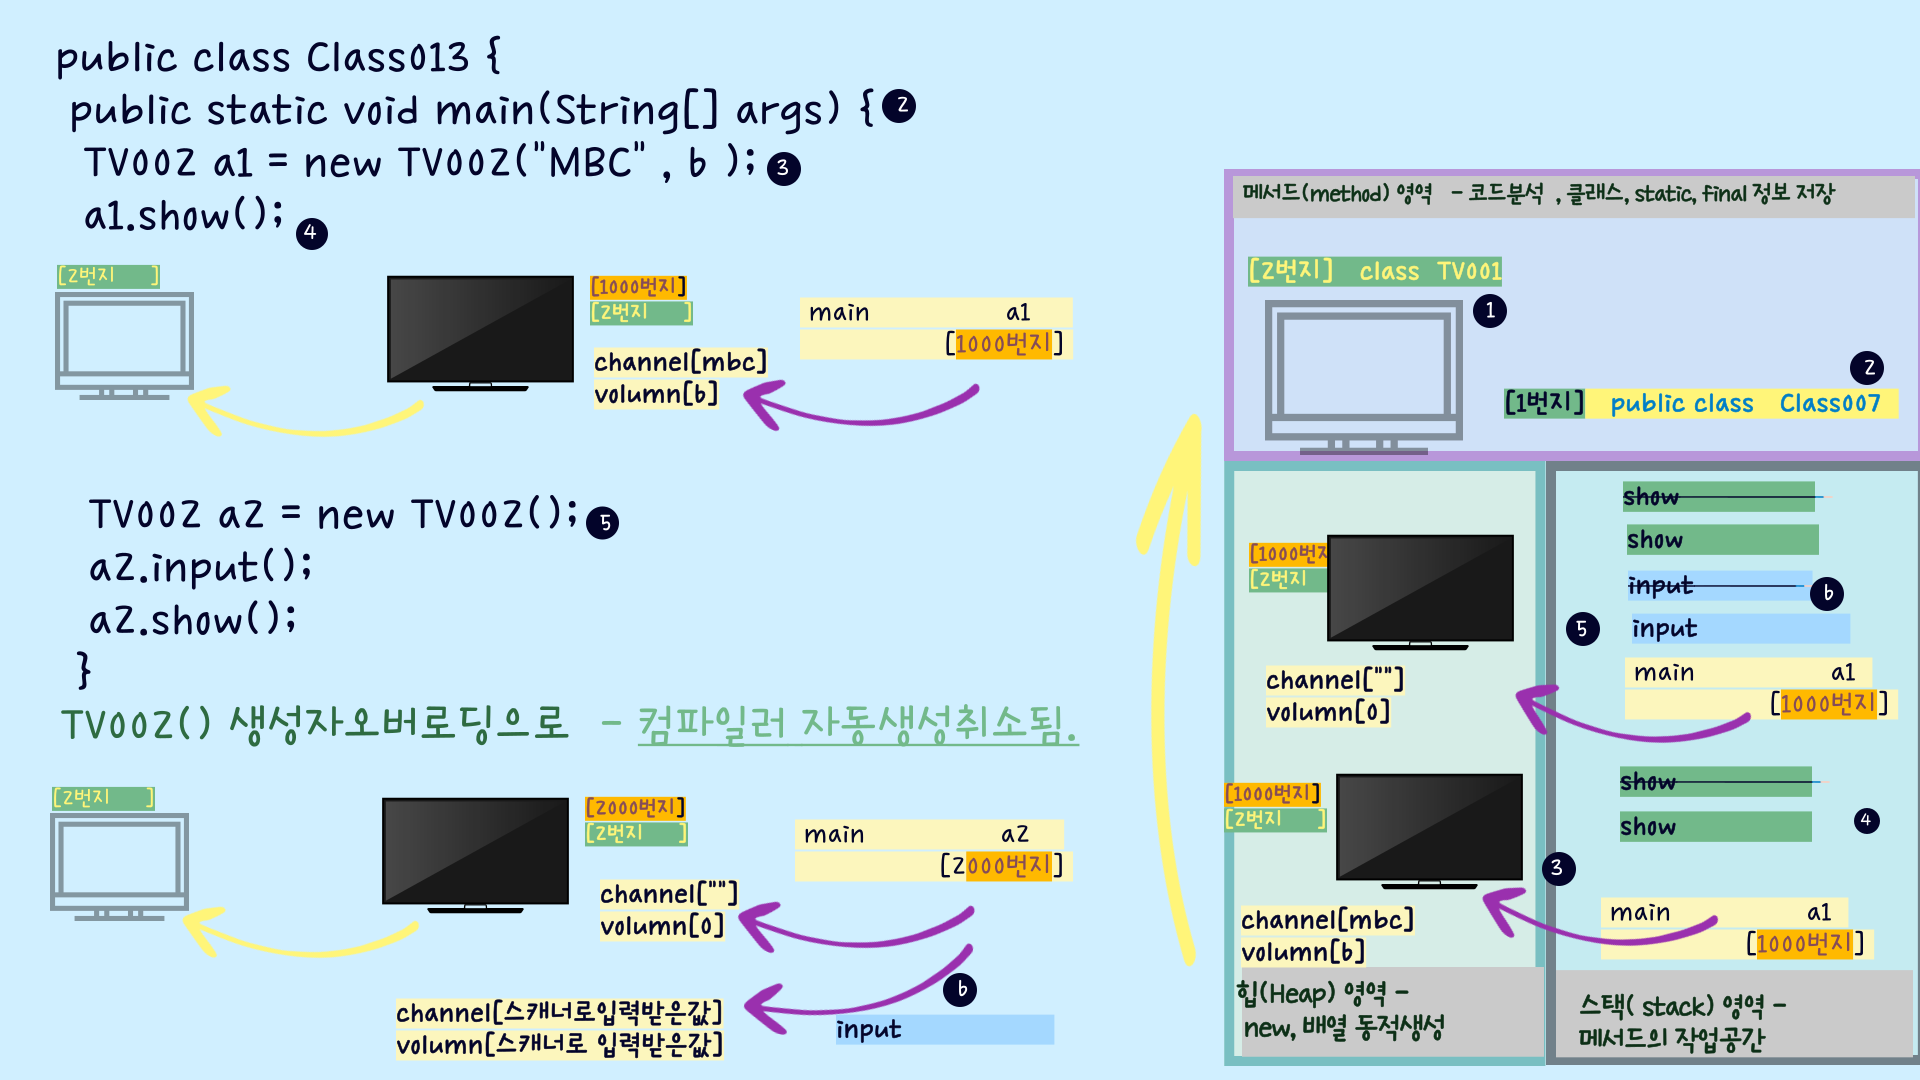 public class Class013 {
public static void main(String[] args) { 2
TV002 a1 = new TV002("MBC" , 6 ); 3
a1.show(); 4
[2번지 ]
[1000번지]
[2번지 ]
channel[mbc]
volumn[6]
main a1
[1000번지]
TV002 a2 = new TV002(); 5
a2.input();
a2.show();
}
TV002() 생성자오버로딩으로 - 컴파일러 자동생성취소됨.
[2번지 ]
[2000번지]
[2번지 ]
channel[""]
volumn[0]
main a2
[2000번지]
6
channel[스캐너로입력받은값]
volumn[스캐너로 입력받은값]
input
메서드(method) 영역 - 코드분석 , 클래스, static, final 정보 저장
[2번지] class TV001
1
2
[1번지] public class Class007
[1000번지
[2번지
channel[""]
volumn[0]
[1000번지]
[2번지 ]
channel[mbc]
volumn[6]
힙(Heap) 영역 -
new, 배열 동적생성
show
show
input 6
5 input
main a1
[1000번지]
show
show 4
3
main a1
[1000번지]
스택( stack) 영역 -
메서드의 작업공간